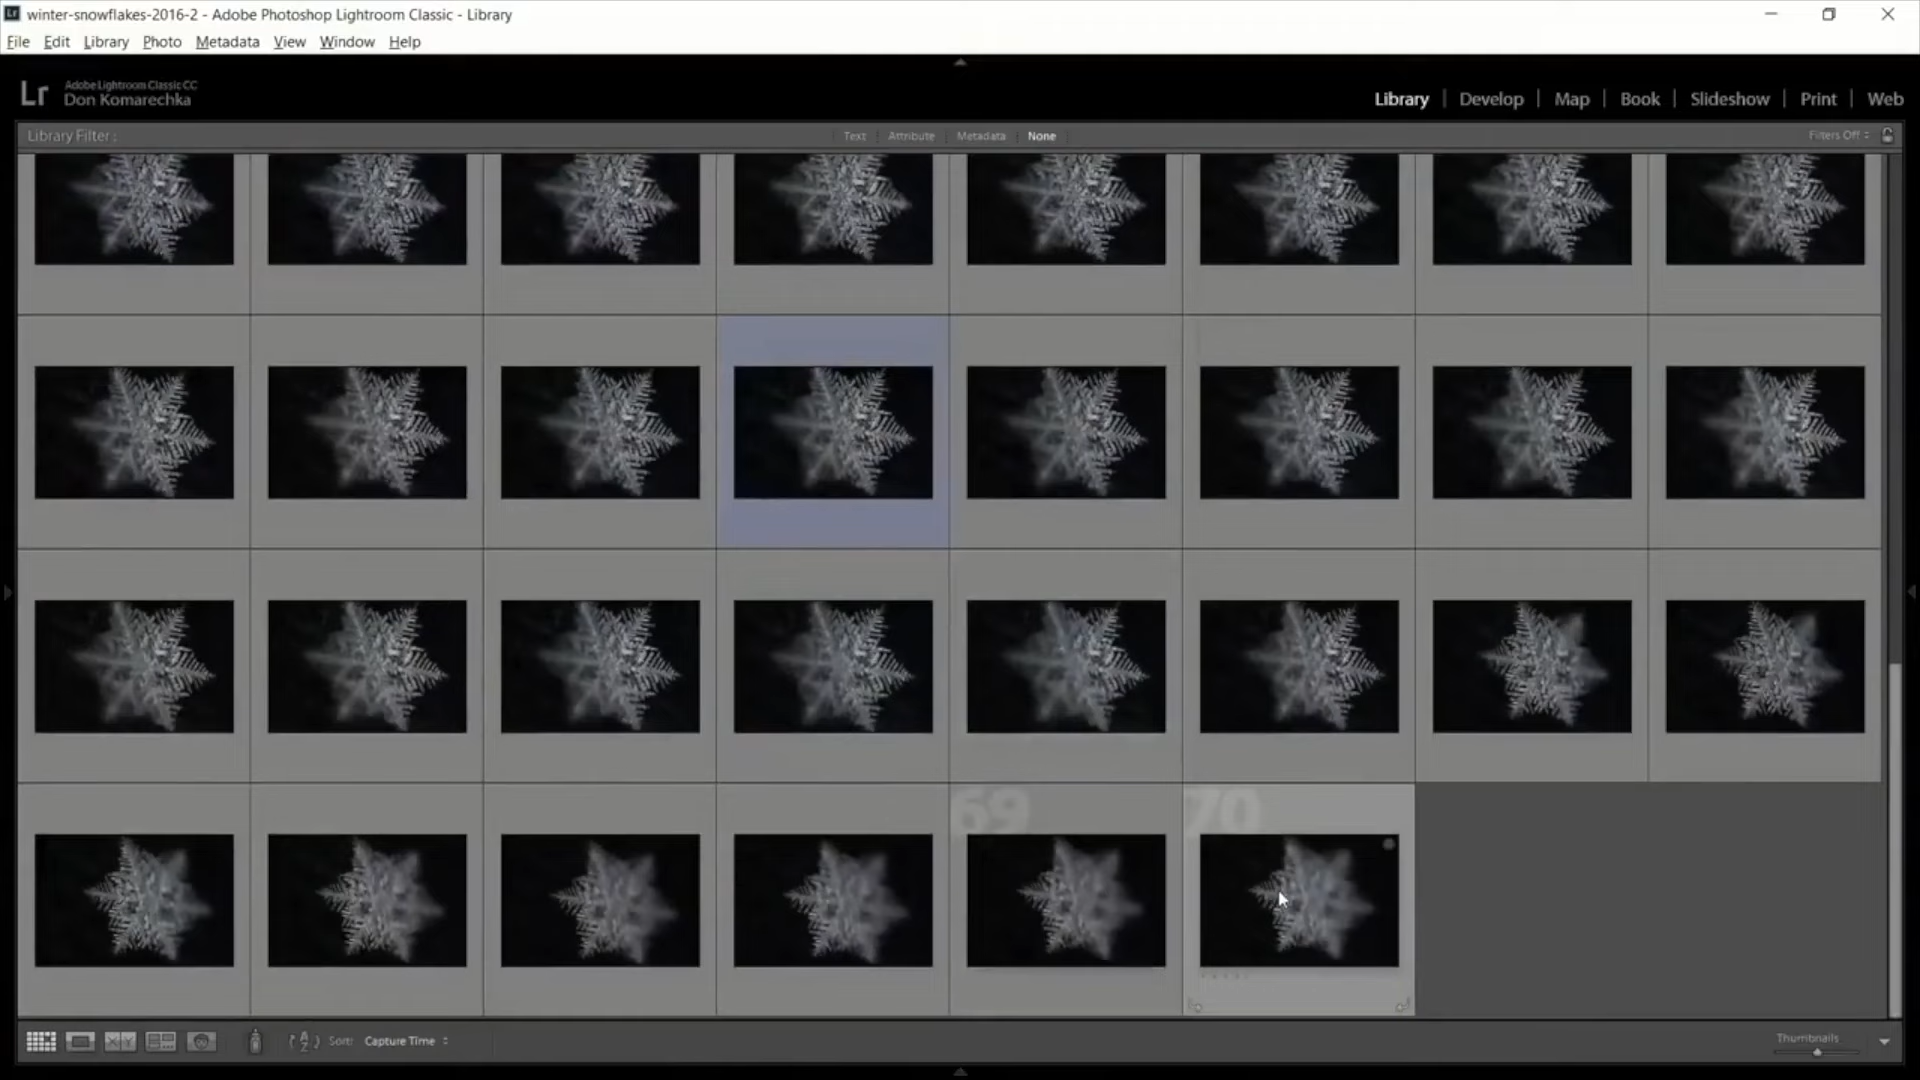 Lr winter-snowflakes-2016-2 - Adobe Photoshop Lightroom Classic - Library
File Edit Library Photo Metadata View Window Help
Lr Adobe Lightroom Classic CC
Don Komarechka
Library Develop Map Book Slideshow Print Web
Library Filter : Text Attribute Metadata None Filters Off
69 70
XY Sort: Capture Time Thumbnails